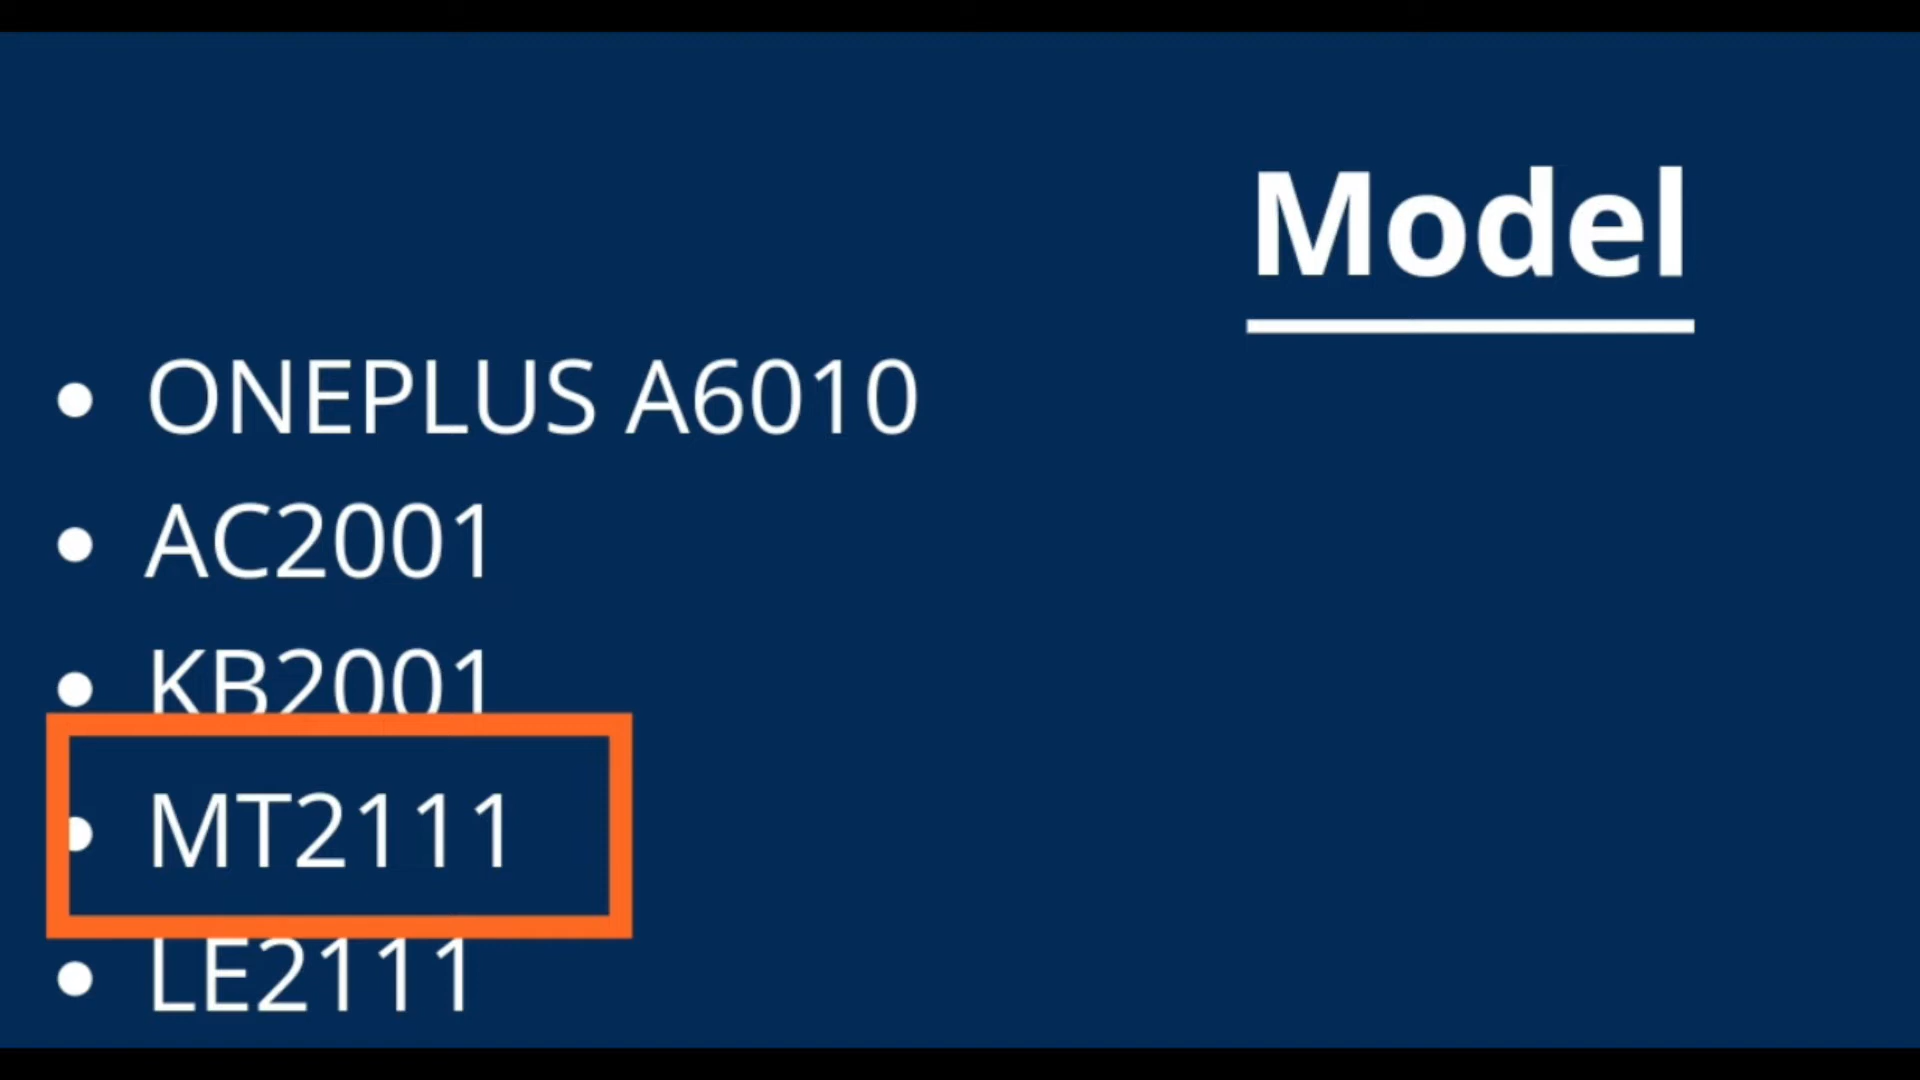 Model
• ONEPLUS A6010
• AC2001
• KB2001
• MT2111
• LE2111